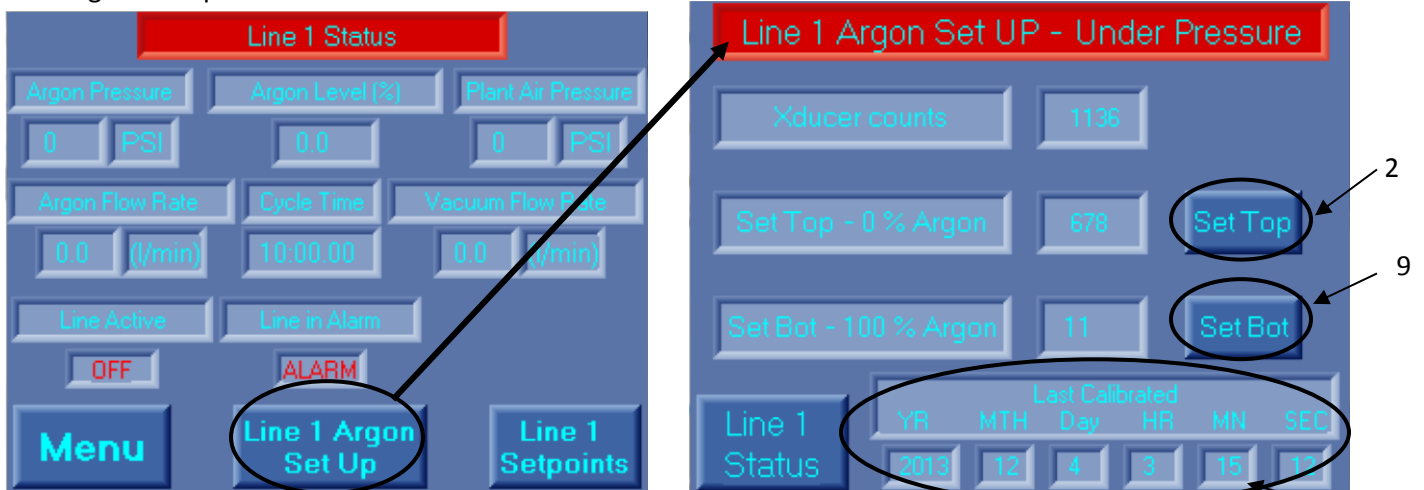 Line 1 Status
Argon Pressure Argon Level (%) Plant Air Pressure
0 PSI 0.0 0 PSI
Argon Flow Rate Cycle Time Vacuum Flow Rate
0.0 (l/min) 10:00.00 0.0 (l/min)
Line Active Line in Alarm
OFF ALARM
Menu
Line 1 Argon
Set Up
Line 1
Setpoints
Line 1 Argon Set UP - Under Pressure
Xducer counts 1136
Set Top - 0 % Argon 678 Set Top
2
Set Bot - 100 % Argon 11 Set Bot
9
Line 1
Status
Last Calibrated
YR MTH Day HR MN SEC
2013 12 4 3 15 12